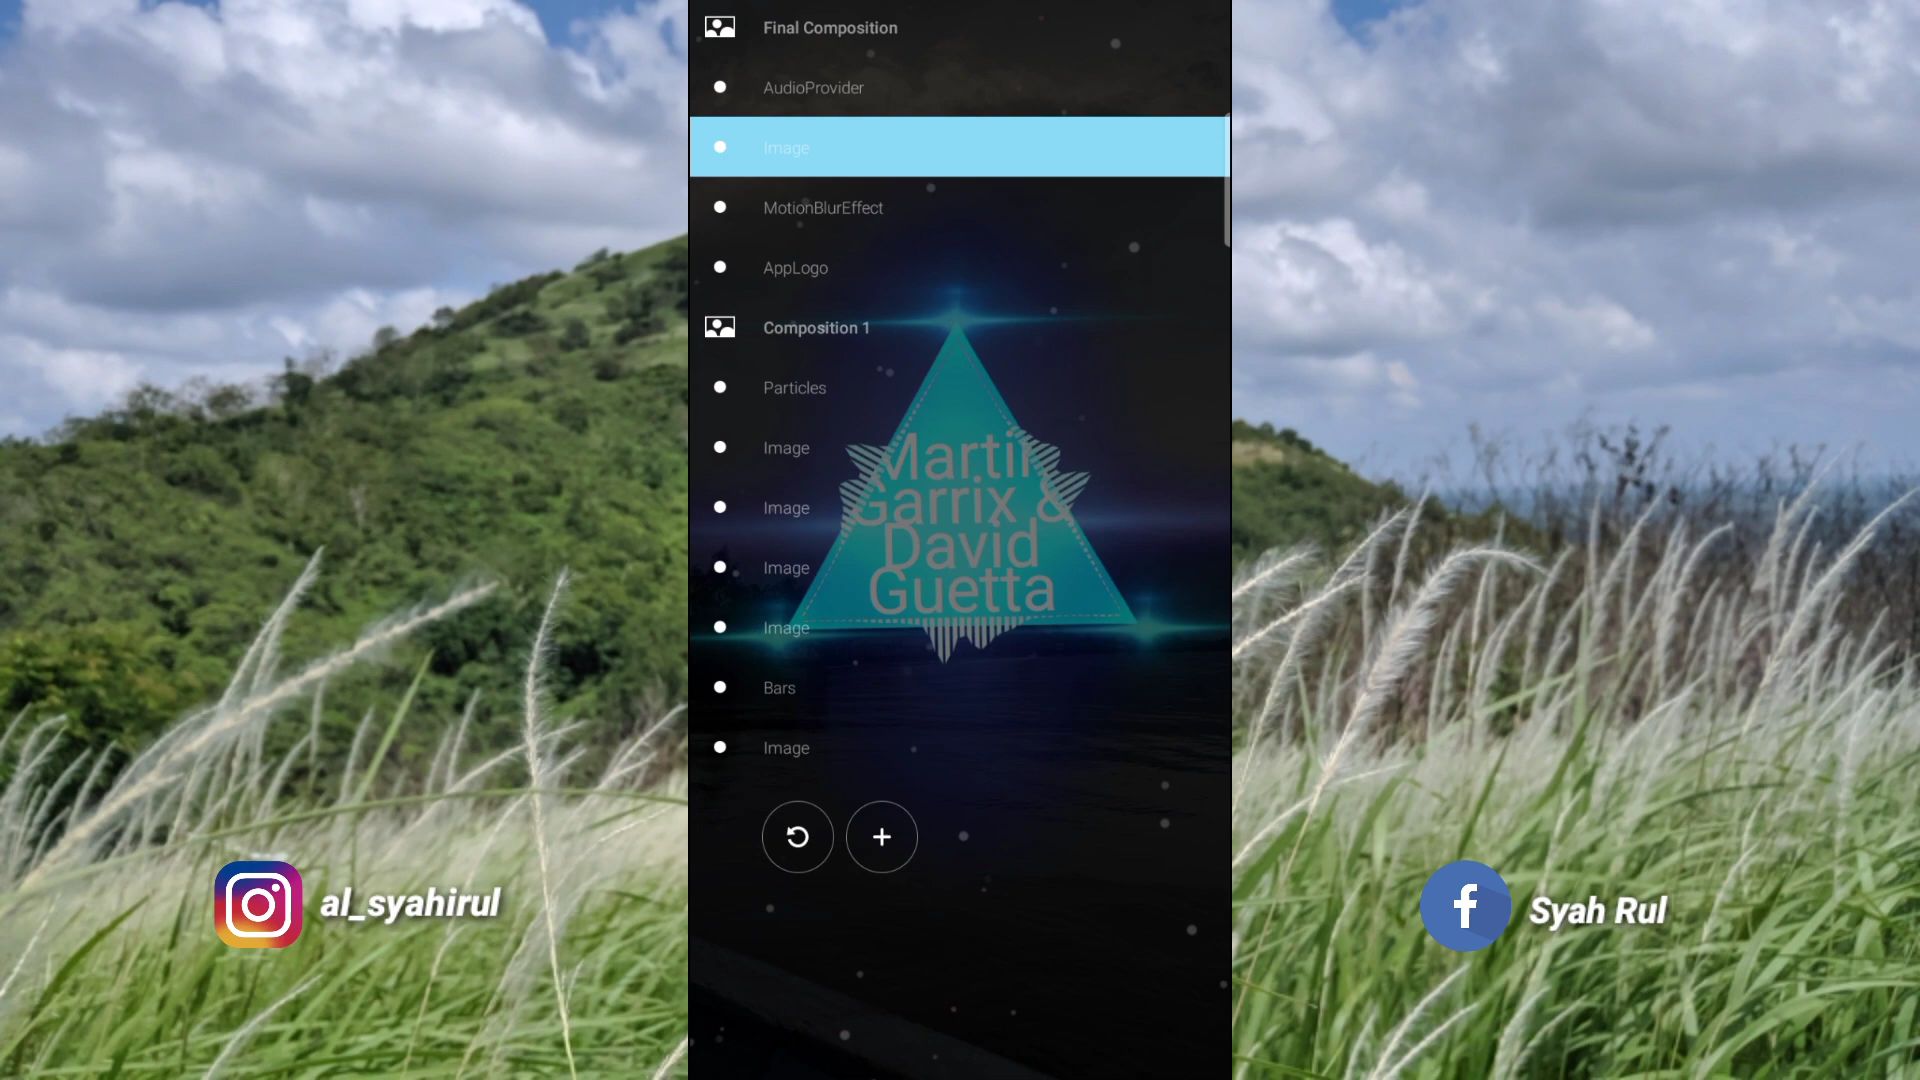 Final Composition
AudioProvider
Image
MotionBlurEffect
AppLogo
Composition 1
Particles
Image
Image
Image
Image
Bars
Image
Martin
Garrix &
David
Guetta
al_syahirul
Syah Rul